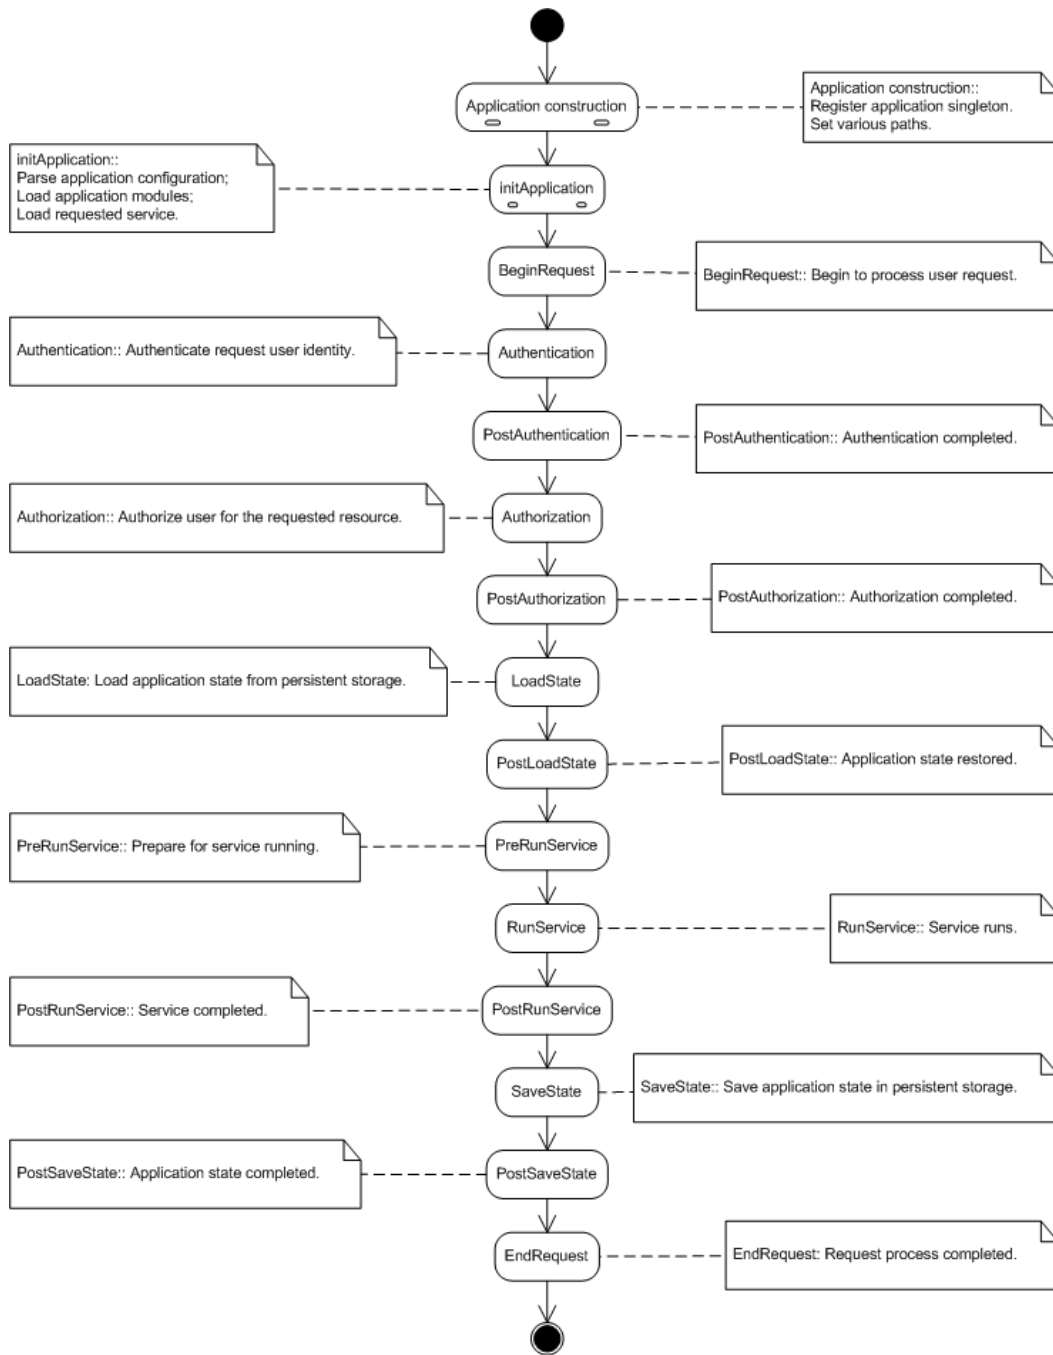 Application construction
Application construction::
Register application singleton.
Set various paths.
initApplication::
Parse application configuration;
Load application modules;
Load requested service.
initApplication
BeginRequest
BeginRequest:: Begin to process user request.
Authentication:: Authenticate request user identity.
Authentication
PostAuthentication
PostAuthentication:: Authentication completed.
Authorization:: Authorize user for the requested resource.
Authorization
PostAuthorization
PostAuthorization:: Authorization completed.
LoadState: Load application state from persistent storage.
LoadState
PostLoadState
PostLoadState:: Application state restored.
PreRunService:: Prepare for service running.
PreRunService
RunService
RunService:: Service runs.
PostRunService:: Service completed.
PostRunService
SaveState
SaveState:: Save application state in persistent storage.
PostSaveState:: Application state completed.
PostSaveState
EndRequest
EndRequest: Request process completed.